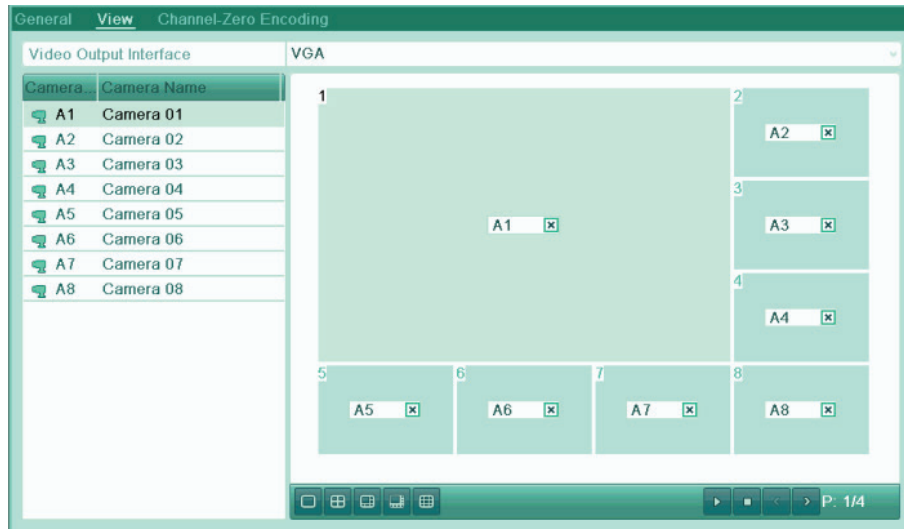 General View Channel-Zero Encoding
Video Output Interface VGA
Camera... Camera Name
A1 Camera 01
A2 Camera 02
A3 Camera 03
A4 Camera 04
A5 Camera 05
A6 Camera 06
A7 Camera 07
A8 Camera 08
1 2
A2
3
A1 A3
4
A4
5 6 7 8
A5 A6 A7 A8
P: 1/4